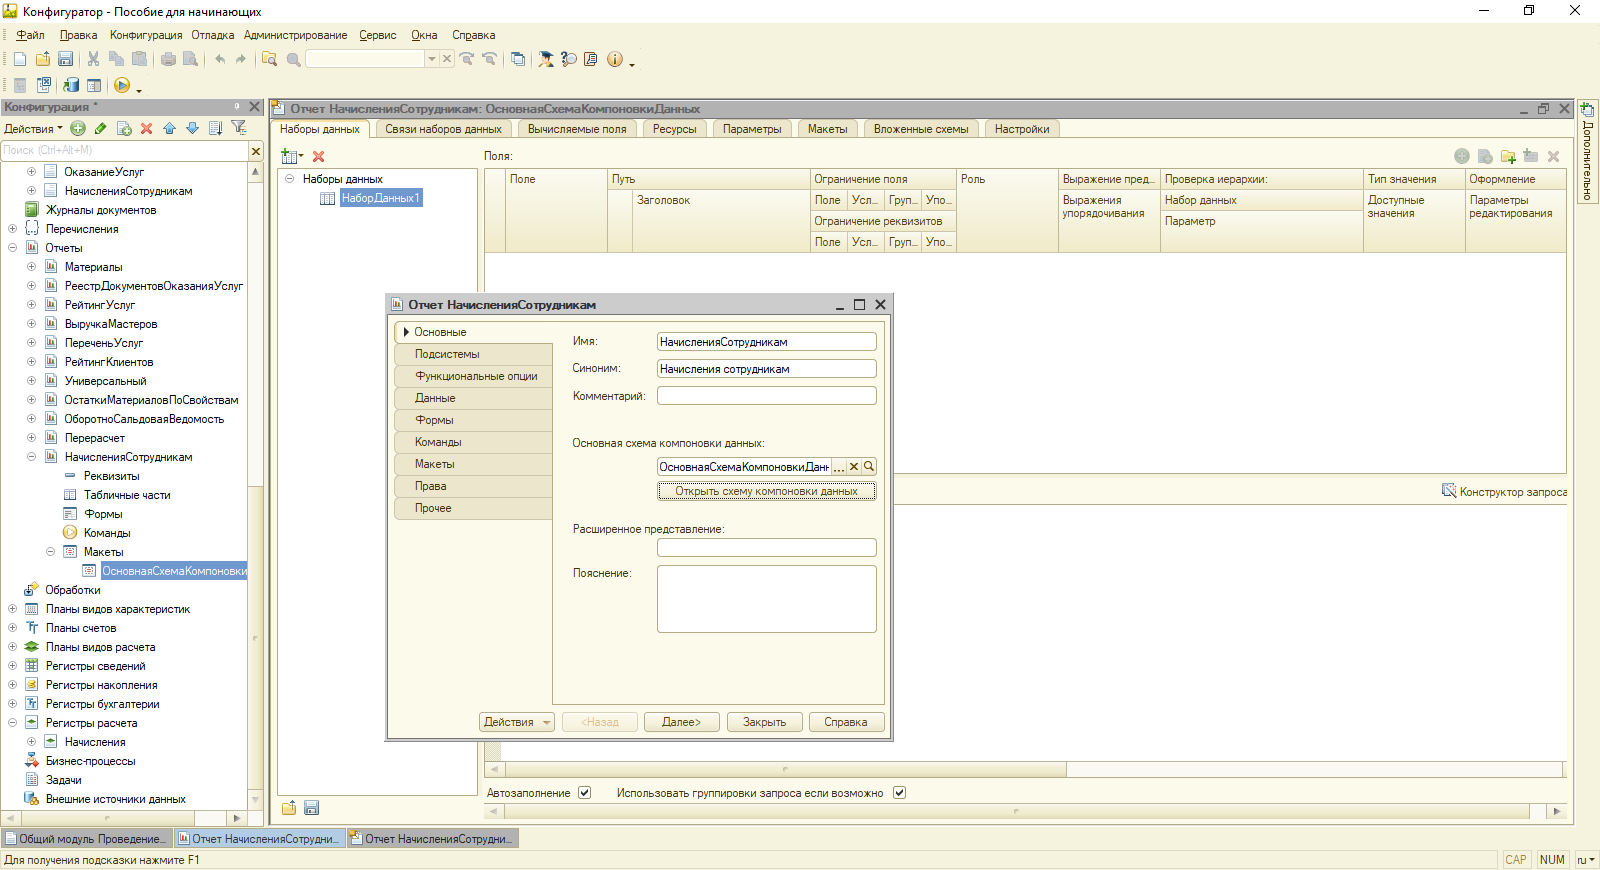 Конфигуратор - Пособие для начинающих
Файл Правка Конфигурация Отладка Администрирование Сервис Окна Справка
Конфигурация *
Действия
Поиск (Ctrl+Alt+M)
ОказаниеУслуг
НачисленияСотрудникам
Журналы документов
Перечисления
Отчеты
Материалы
РеестрДокументовОказанияУслуг
РейтингУслуг
ВыручкаМастеров
ПереченьУслуг
РейтингКлиентов
Универсальный
ОстаткиМатериаловПоСвойствам
ОборотноСальдоваяВедомость
Перерасчет
НачисленияСотрудникам
Реквизиты
Табличные части
Формы
Команды
Макеты
ОсновнаяСхемаКомпоновки
Обработки
Планы видов характеристик
Планы счетов
Планы видов расчета
Регистры сведений
Регистры накопления
Регистры бухгалтерии
Регистры расчета
Начисления
Бизнес-процессы
Задачи
Внешние источники данных
Отчет НачисленияСотрудникам: ОсновнаяСхемаКомпоновкиДанных
Наборы данных Связи наборов данных Вычисляемые поля Ресурсы Параметры Макеты Вложенные схемы Настройки
Наборы данных
НаборДанных1
Поля:
Поле Путь Ограничение поля Роль Выражение пред... Проверка иерархии: Тип значения Оформление
Заголовок Поле Усл... Груп... Упо... Выражения упорядочивания Набор данных Доступные значения Параметры редактирования
Ограничение реквизитов Параметр
Поле Усл... Груп... Упо...
Конструктор запроса
Автозаполнение Использовать группировки запроса если возможно
Дополнительно
Отчет НачисленияСотрудникам
Основные
Подсистемы
Функциональные опции
Данные
Формы
Команды
Макеты
Права
Прочее
Имя: НачисленияСотрудникам
Синоним: Начисления сотрудникам
Комментарий:
Основная схема компоновки данных:
ОсновнаяСхемаКомпоновкиДанн ...
Открыть схему компоновки данных
Расширенное представление:
Пояснение:
Действия <Назад Далее> Закрыть Справка
Общий модуль Проведение... Отчет НачисленияСотрудни... Отчет НачисленияСотрудни...
Для получения подсказки нажмите F1 CAP NUM ru